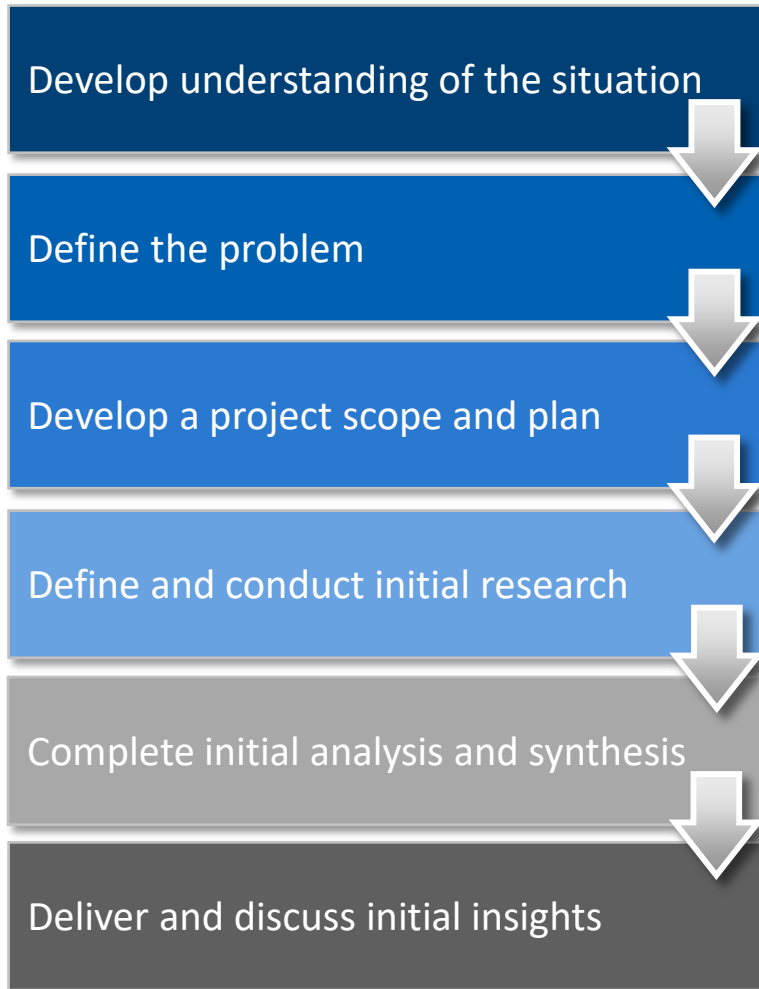 Develop understanding of the situation
Define the problem
Develop a project scope and plan
Define and conduct initial research
Complete initial analysis and synthesis
Deliver and discuss initial insights